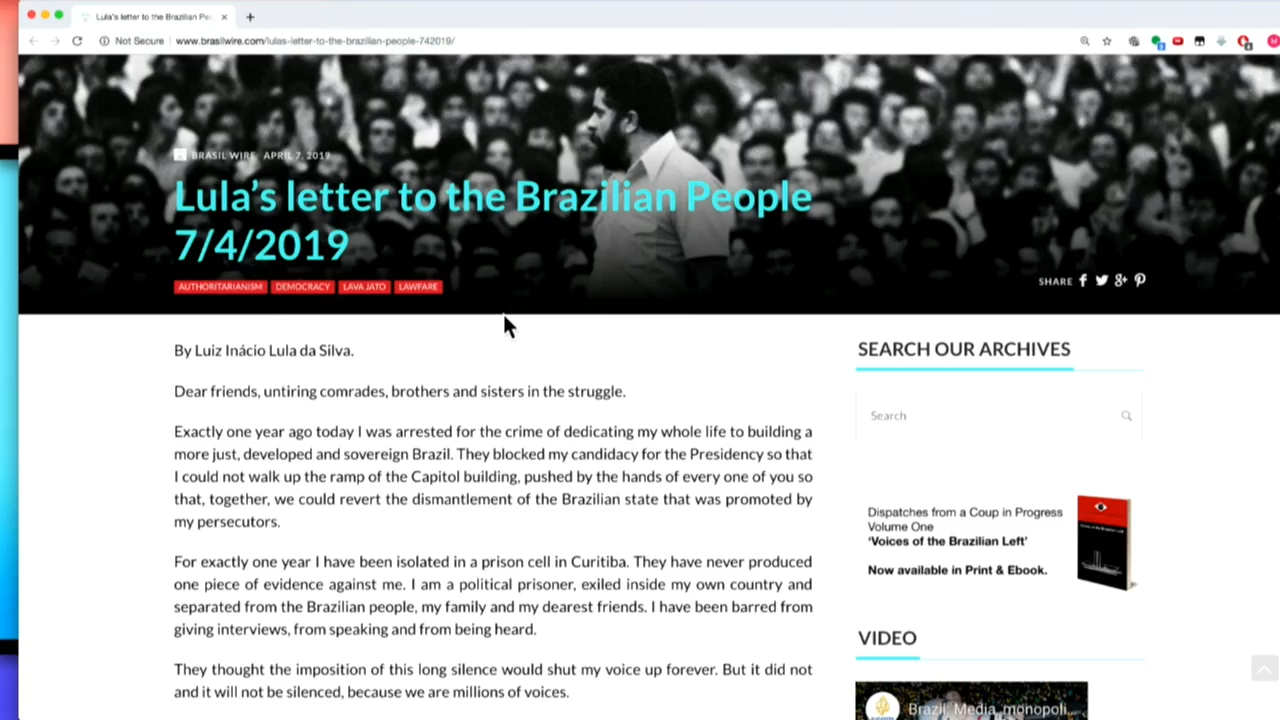 Lula's letter to the Brazilian Pe
Not Secure
www.brasilwire.com/lulas-letter-to-the-brazilian-people-742019/
BRASIL WIRE APRIL 7, 2019
Lula's letter to the Brazilian People
7/4/2019
AUTHORITARIANISM DEMOCRACY LAVA JATO LAWFARE
SHARE
By Luiz Inácio Lula da Silva.
Dear friends, untiring comrades, brothers and sisters in the struggle.
Exactly one year ago today I was arrested for the crime of dedicating my whole life to building a
more just, developed and sovereign Brazil. They blocked my candidacy for the Presidency so that
I could not walk up the ramp of the Capitol building, pushed by the hands of every one of you so
that, together, we could revert the dismantlement of the Brazilian state that was promoted by
my persecutors.
For exactly one year I have been isolated in a prison cell in Curitiba. They have never produced
one piece of evidence against me. I am a political prisoner, exiled inside my own country and
separated from the Brazilian people, my family and my dearest friends. I have been barred from
giving interviews, from speaking and from being heard.
They thought the imposition of this long silence would shut my voice up forever. But it did not
and it will not be silenced, because we are millions of voices.
SEARCH OUR ARCHIVES
Search
Dispatches from a Coup in Progress
Volume One
'Voices of the Brazilian Left'
Now available in Print & Ebook.
VIDEO
Brazil: Media monopoli...